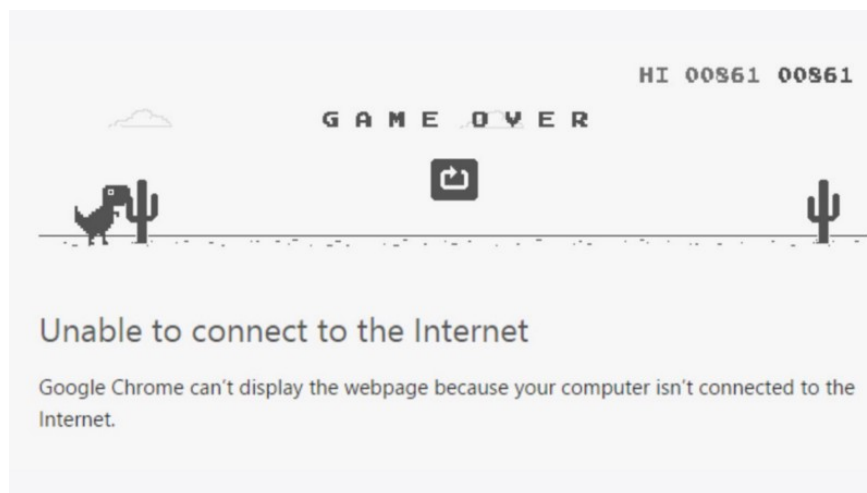 HI 00861 00861
GAME OVER
Unable to connect to the Internet
Google Chrome can't display the webpage because your computer isn't connected to the
Internet.